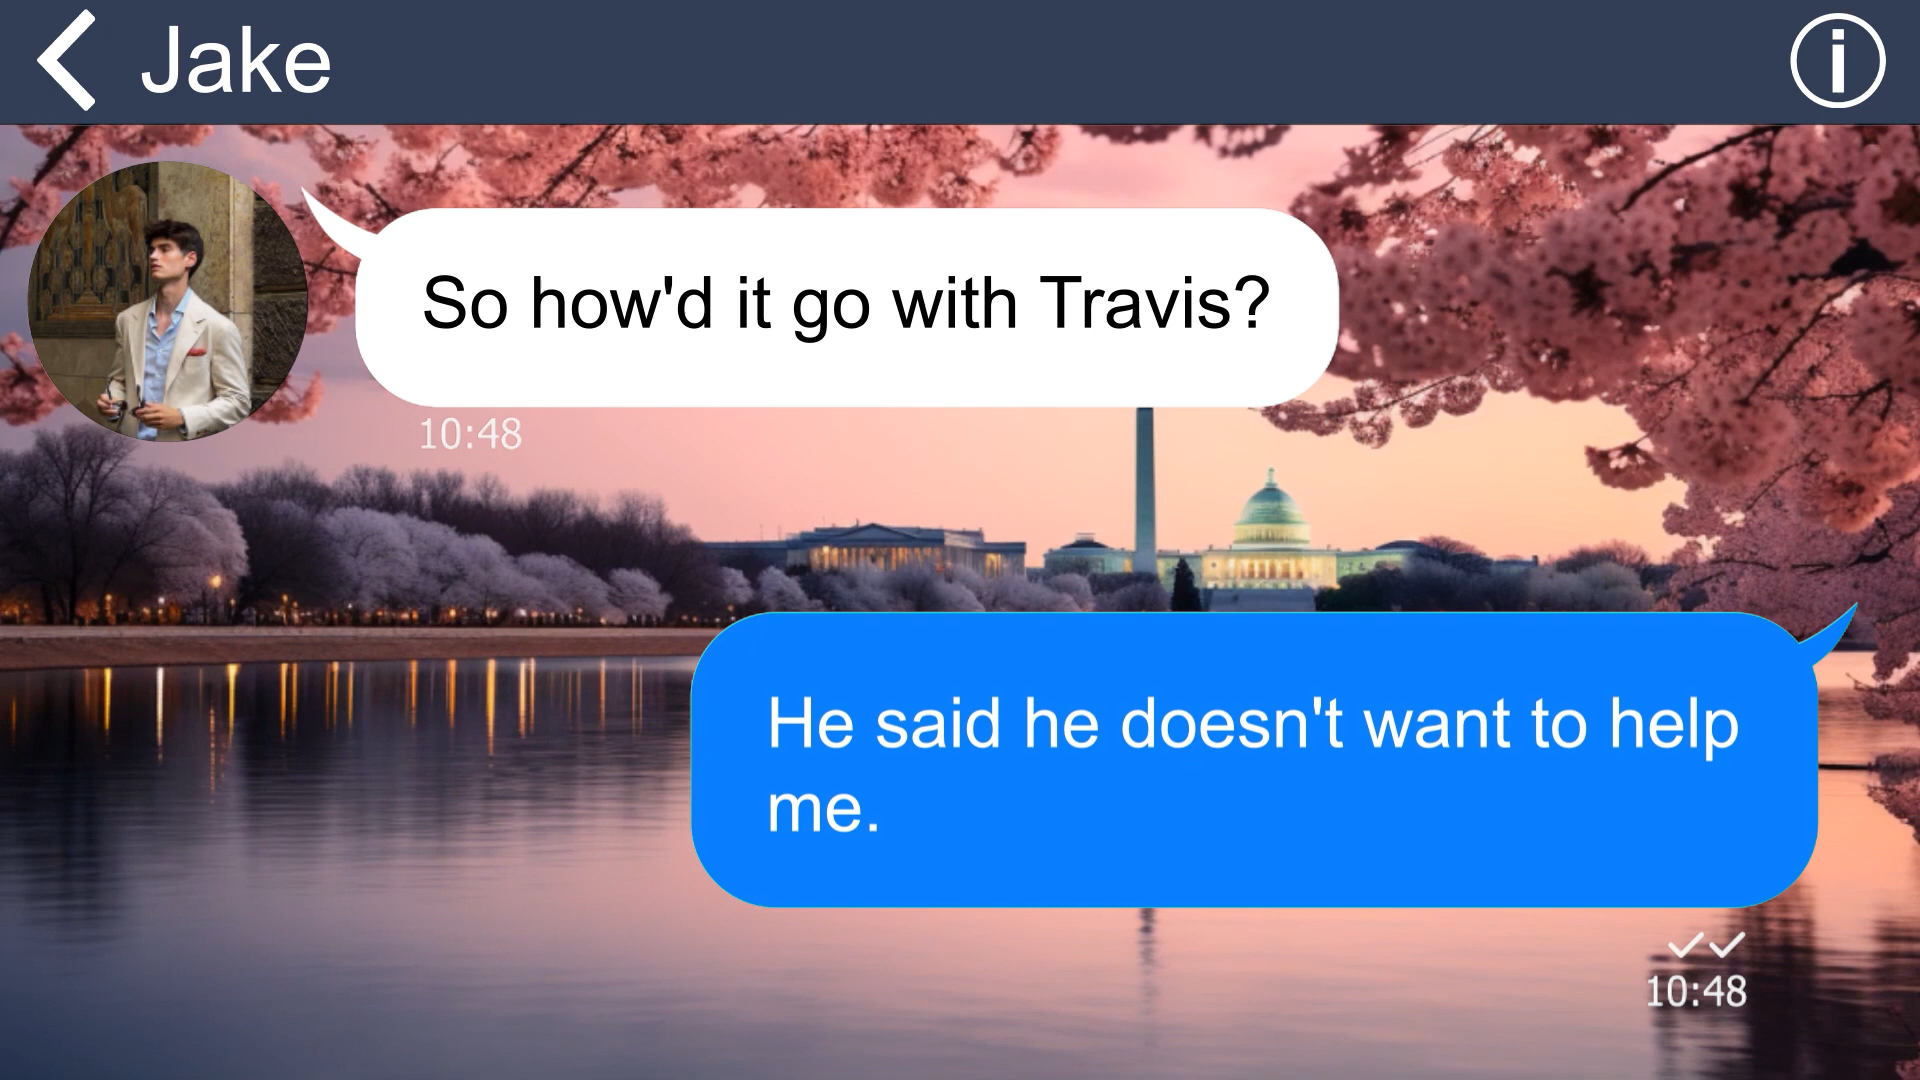 Jake
So how'd it go with Travis?
10:48
He said he doesn't want to help
me.
10:48